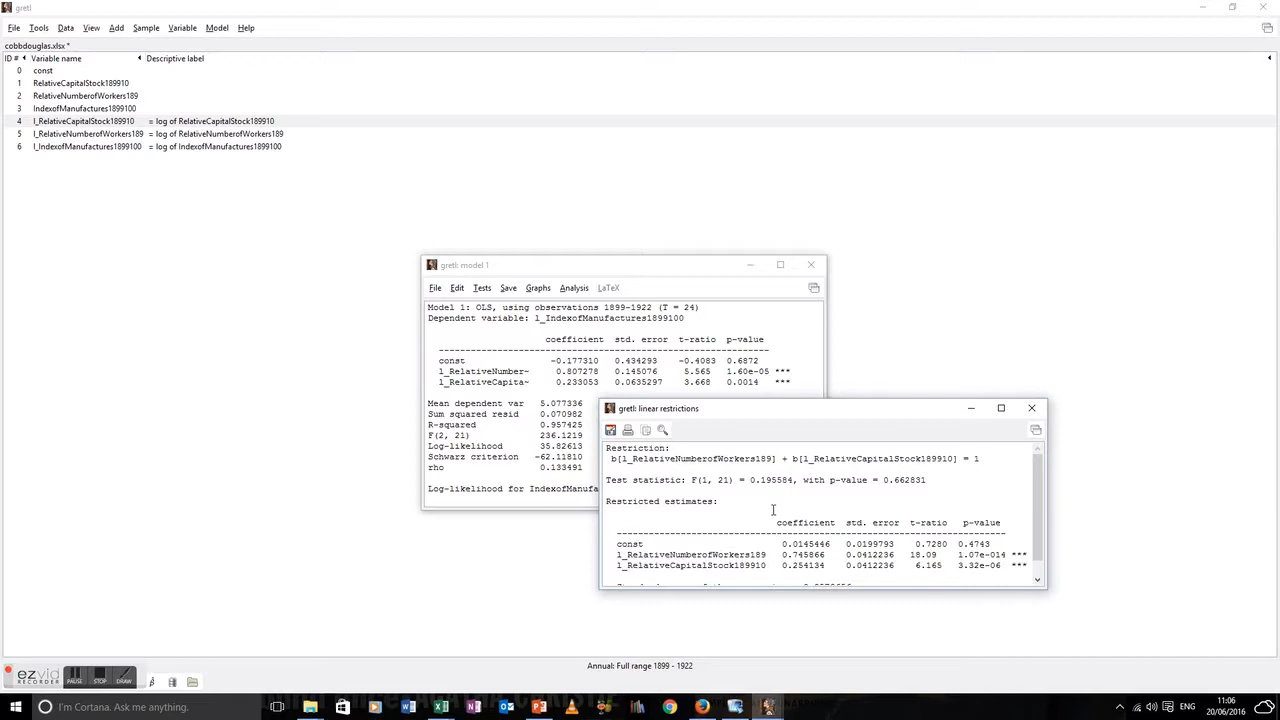 gretl
File Tools Data View Add Sample Variable Model Help
cobbdouglas.xlsx *
ID # Variable name Descriptive label
0 const
1 RelativeCapitalStock189910
2 RelativeNumberofWorkers189
3 IndexofManufactures1899100
4 l_RelativeCapitalStock189910 = log of RelativeCapitalStock189910
5 l_RelativeNumberofWorkers189 = log of RelativeNumberofWorkers189
6 l_IndexofManufactures1899100 = log of IndexofManufactures1899100
gretl: model 1
File Edit Tests Save Graphs Analysis LaTeX
Model 1: OLS, using observations 1899-1922 (T = 24)
Dependent variable: l_IndexofManufactures1899100
coefficient std. error t-ratio p-value
const -0.177310 0.434293 -0.4083 0.6872
l_RelativeNumber~ 0.807278 0.145076 5.565 1.60e-05 ***
l_RelativeCapita~ 0.233053 0.0635297 3.668 0.0014 ***
Mean dependent var 5.077336
Sum squared resid 0.070982
R-squared 0.957425
F(2, 21) 236.1219
Log-likelihood 35.82613
Schwarz criterion -62.11810
rho 0.133491
Log-likelihood for IndexofManufa
gretl: linear restrictions
Restriction:
b[l_RelativeNumberofWorkers189] + b[l_RelativeCapitalStock189910] = 1
Test statistic: F(1, 21) = 0.195584, with p-value = 0.662831
Restricted estimates:
coefficient std. error t-ratio p-value
const 0.0145446 0.0199793 0.7280 0.4743
l_RelativeNumberofWorkers189 0.745866 0.0412236 18.09 1.07e-014 ***
l_RelativeCapitalStock189910 0.254134 0.0412236 6.165 3.32e-06 ***
Annual: Full range 1899 - 1922
ezvid
RECORDER
PAUSE STOP DRAW
I'm Cortana. Ask me anything.
ENG
11:06
20/06/2016